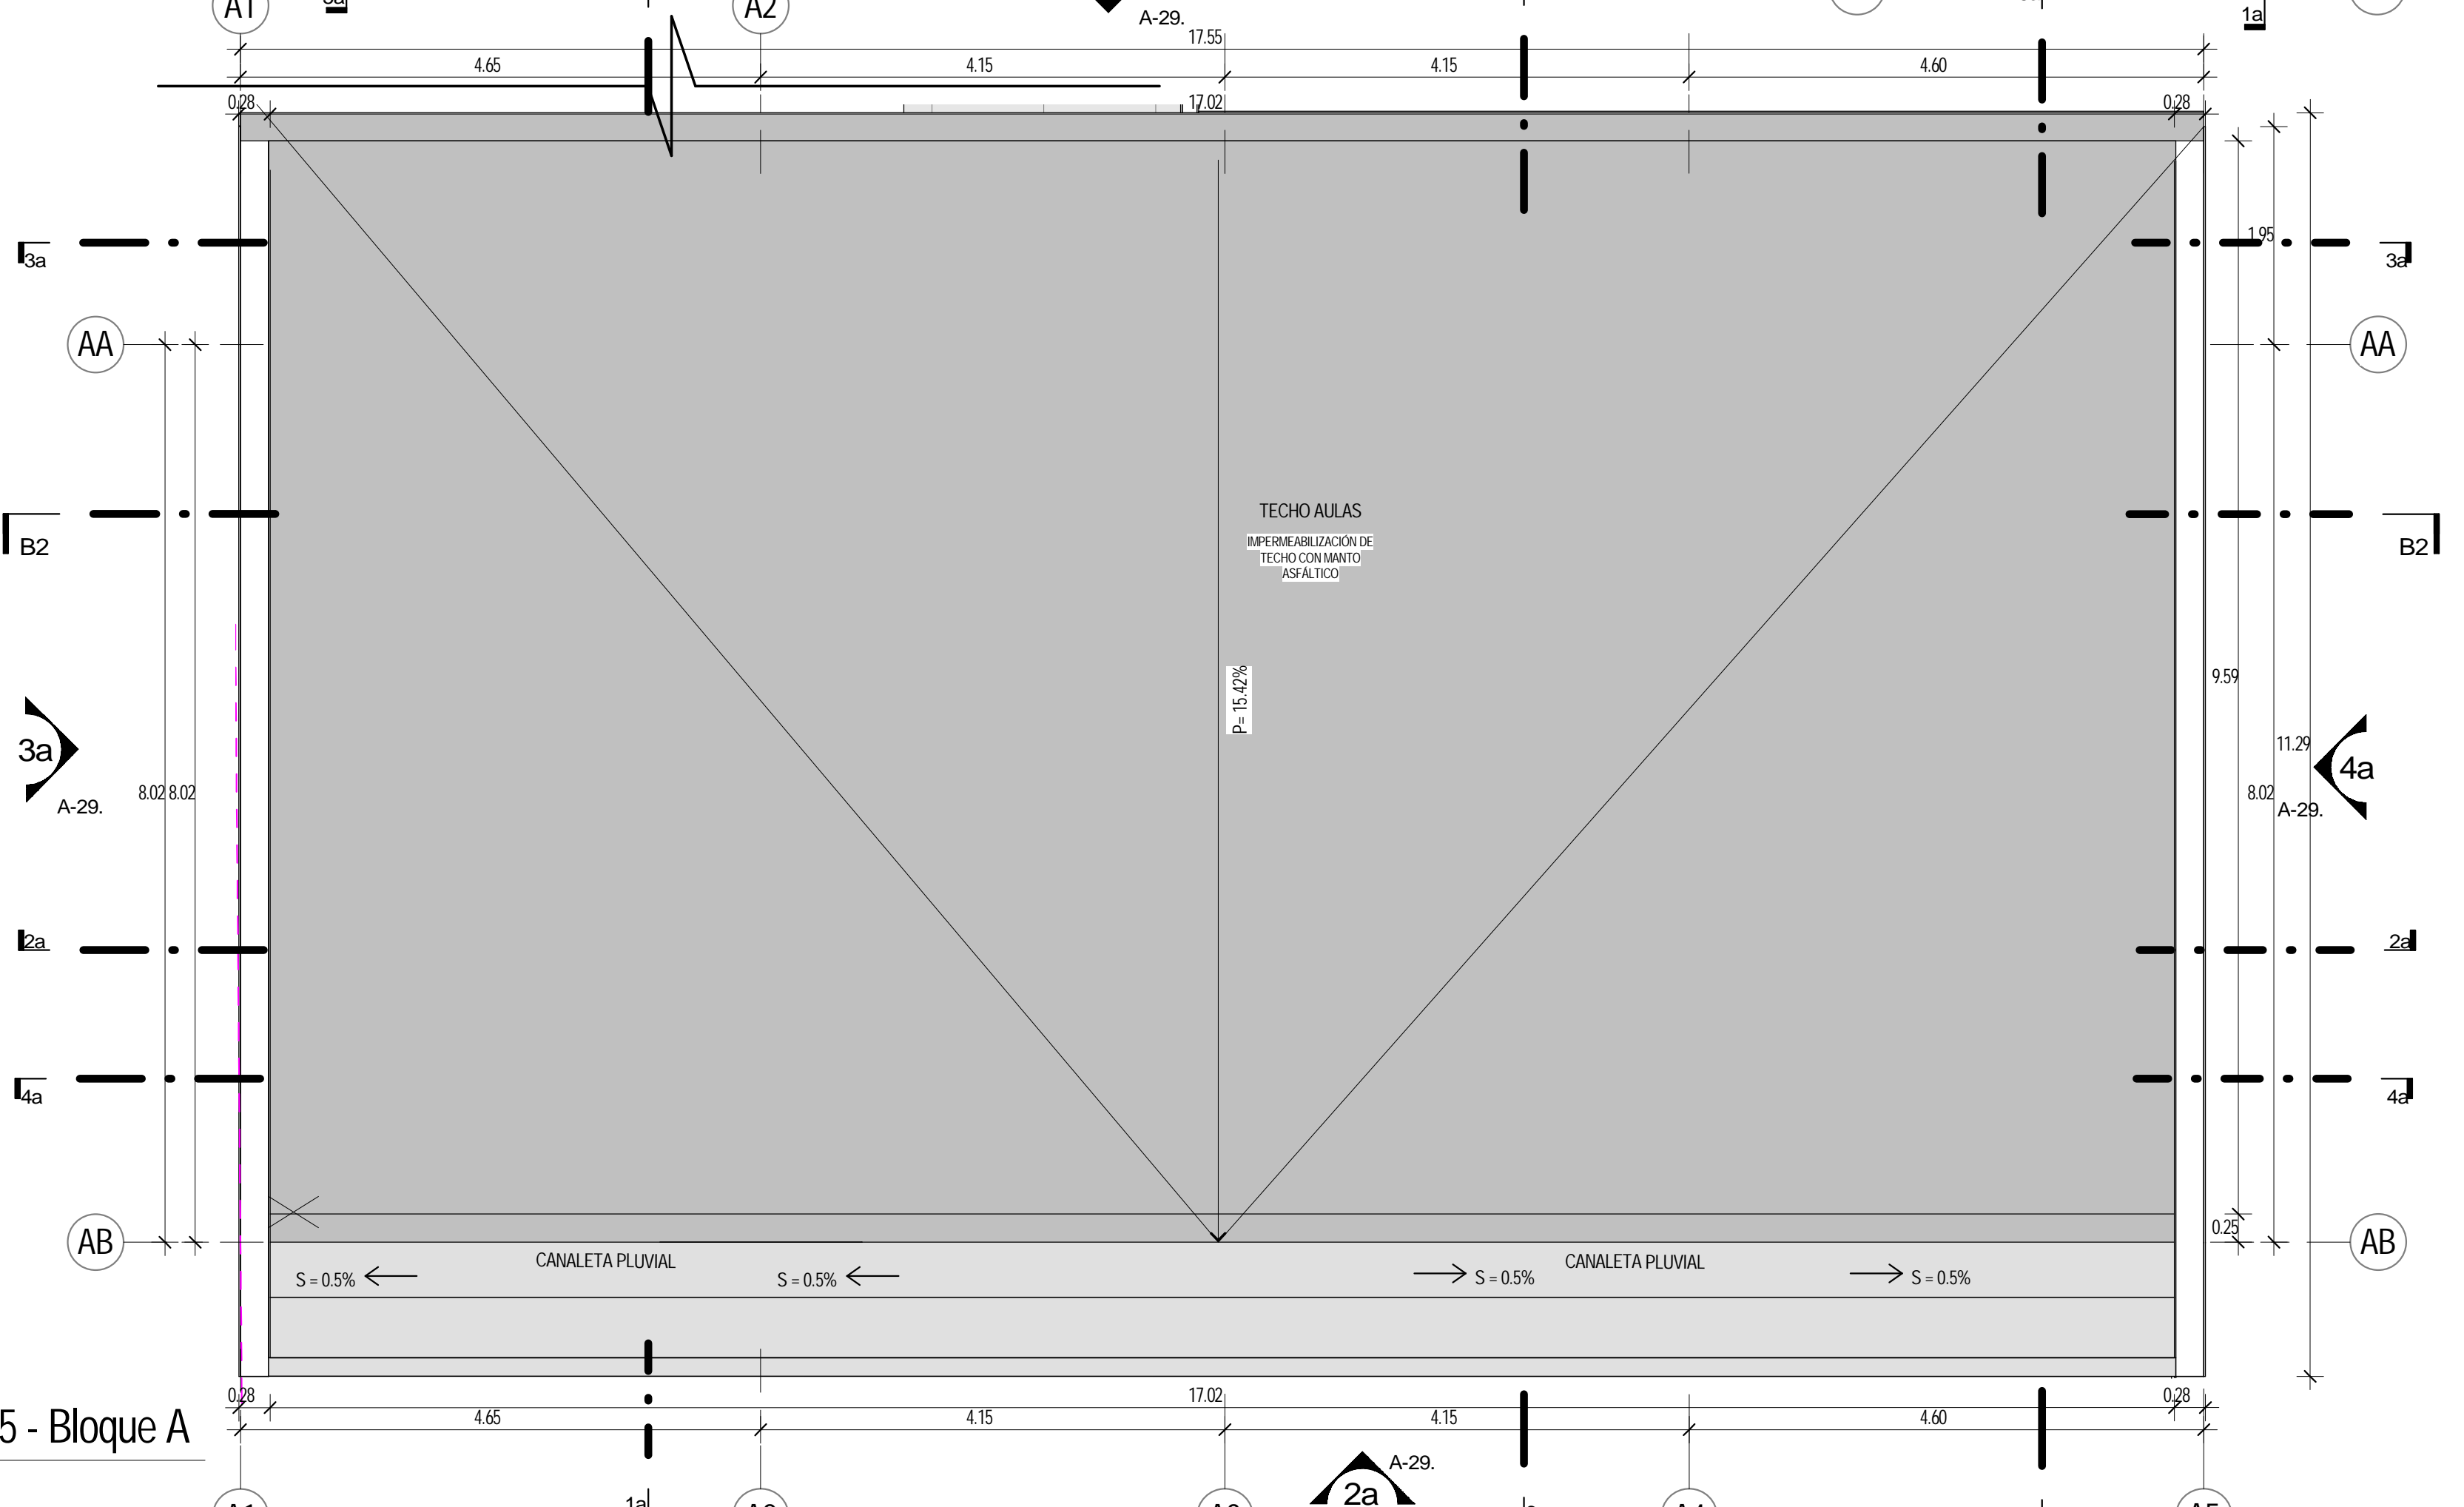 A1
A2
A-29.
1a
17.55
4.65
4.15
4.15
4.60
0.28
17.02
0.28
3a
1.95
3a
AA
AA
TECHO AULAS
IMPERMEABILIZACIÓN DE
TECHO CON MANTO
ASFÁLTICO
B2
B2
P= 15.42%
9.59
3a
11.29
4a
8.02
8.02
8.02
A-29.
A-29.
2a
2a
4a
4a
AB
0.25
AB
CANALETA PLUVIAL
CANALETA PLUVIAL
S = 0.5%
S = 0.5%
S = 0.5%
S = 0.5%
0.28
17.02
0.28
4.65
4.15
4.15
4.60
5 - Bloque A
A-29.
2a
1a